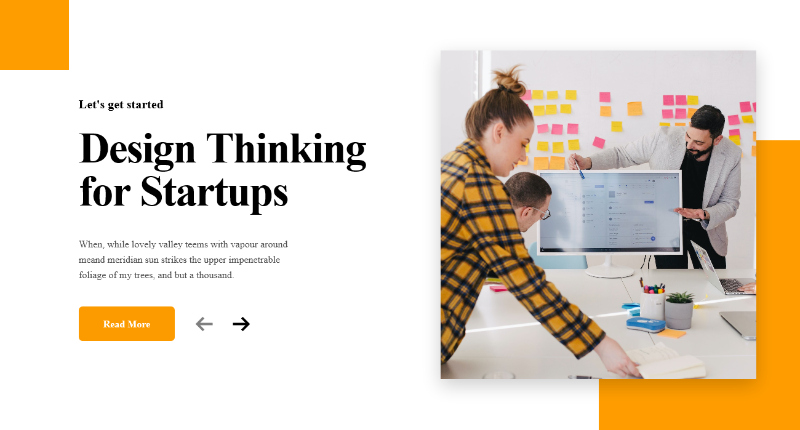 Let's get started
Design Thinking
for Startups
When, while lovely valley teems with vapour around
meand meridian sun strikes the upper impenetrable
foliage of my trees, and but a thousand.
Read More